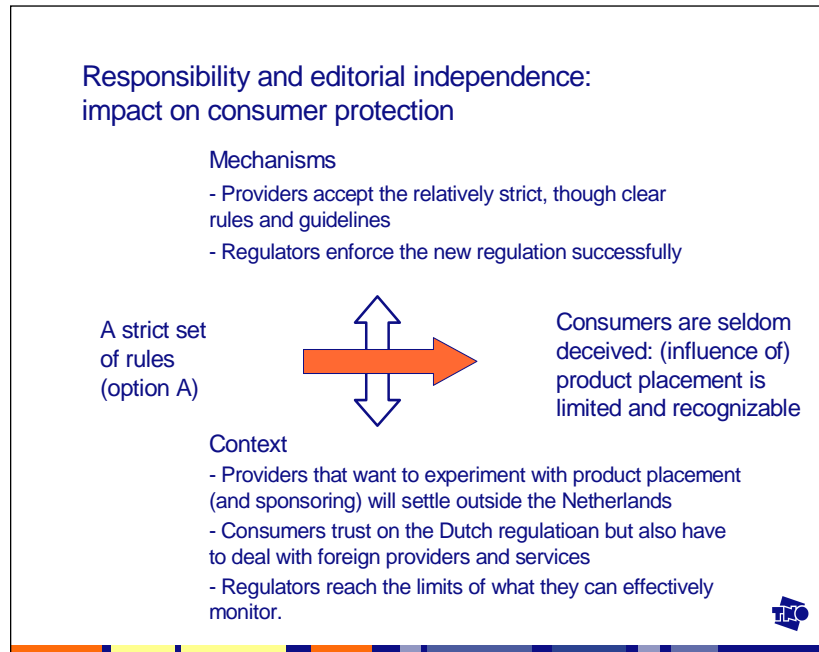 Responsibility and editorial independence:
impact on consumer protection
Mechanisms
- Providers accept the relatively strict, though clear
rules and guidelines
- Regulators enforce the new regulation successfully
A strict set
of rules
(option A)
Consumers are seldom
deceived: (influence of)
product placement is
limited and recognizable
Context
- Providers that want to experiment with product placement
(and sponsoring) will settle outside the Netherlands
- Consumers trust on the Dutch regulatioan but also have
to deal with foreign providers and services
- Regulators reach the limits of what they can effectively
monitor.
TNO